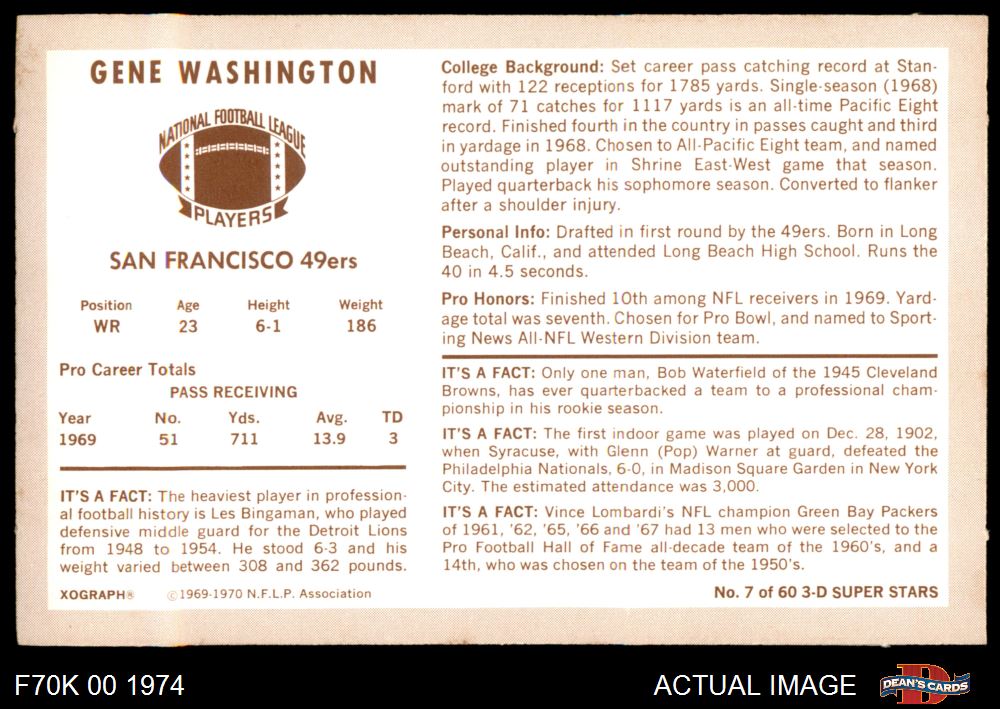 GENE WASHINGTON
NATIONAL FOOTBALL LEAGUE
PLAYERS
SAN FRANCISCO 49ers
Position Age Height Weight
WR 23 6-1 186
Pro Career Totals
PASS RECEIVING
Year No. Yds. Avg. TD
1969 51 711 13.9 3
IT'S A FACT: The heaviest player in profession-
al football history is Les Bingaman, who played
defensive middle guard for the Detroit Lions
from 1948 to 1954. He stood 6-3 and his
weight varied between 308 and 362 pounds.
XOGRAPH® ©1969-1970 N.F.L.P. Association
College Background: Set career pass catching record at Stan-
ford with 122 receptions for 1785 yards. Single-season (1968)
mark of 71 catches for 1117 yards is an all-time Pacific Eight
record. Finished fourth in the country in passes caught and third
in yardage in 1968. Chosen to All-Pacific Eight team, and named
outstanding player in Shrine East-West game that season.
Played quarterback his sophomore season. Converted to flanker
after a shoulder injury.
Personal Info: Drafted in first round by the 49ers. Born in Long
Beach, Calif., and attended Long Beach High School. Runs the
40 in 4.5 seconds.
Pro Honors: Finished 10th among NFL receivers in 1969. Yard-
age total was seventh. Chosen for Pro Bowl, and named to Sport-
ing News All-NFL Western Division team.
IT'S A FACT: Only one man, Bob Waterfield of the 1945 Cleveland
Browns, has ever quarterbacked a team to a professional cham-
pionship in his rookie season.
IT'S A FACT: The first indoor game was played on Dec. 28, 1902,
when Syracuse, with Glenn (Pop) Warner at guard, defeated the
Philadelphia Nationals, 6-0, in Madison Square Garden in New York
City. The estimated attendance was 3,000.
IT'S A FACT: Vince Lombardi's NFL champion Green Bay Packers
of 1961, '62, '65, '66 and '67 had 13 men who were selected to the
Pro Football Hall of Fame all-decade team of the 1960's, and a
14th, who was chosen on the team of the 1950's.
No. 7 of 60 3-D SUPER STARS
F70K 00 1974
ACTUAL IMAGE
D
DEAN'S CARDS